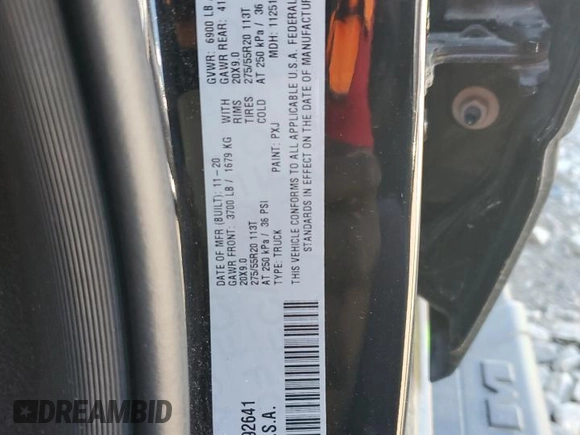 DATE OF MFR (BUILT): 11-20
GVWR: 6900 LB
GAWR FRONT: 3700 LB / 1679 KG
WITH
GAWR REAR: 41
20X9.0
RIMS
20X9.0
275/55R20 113T
TIRES
275/55R20 113T
AT 250 kPa / 36 PSI
COLD
AT 250 kPa / 36
TYPE: TRUCK
PAINT: PXJ
MDH: 11251
THIS VEHICLE CONFORMS TO ALL APPLICABLE U.S.A. FEDERAL
STANDARDS IN EFFECT ON THE DATE OF MANUFACTUR
92641
.S.A.
M